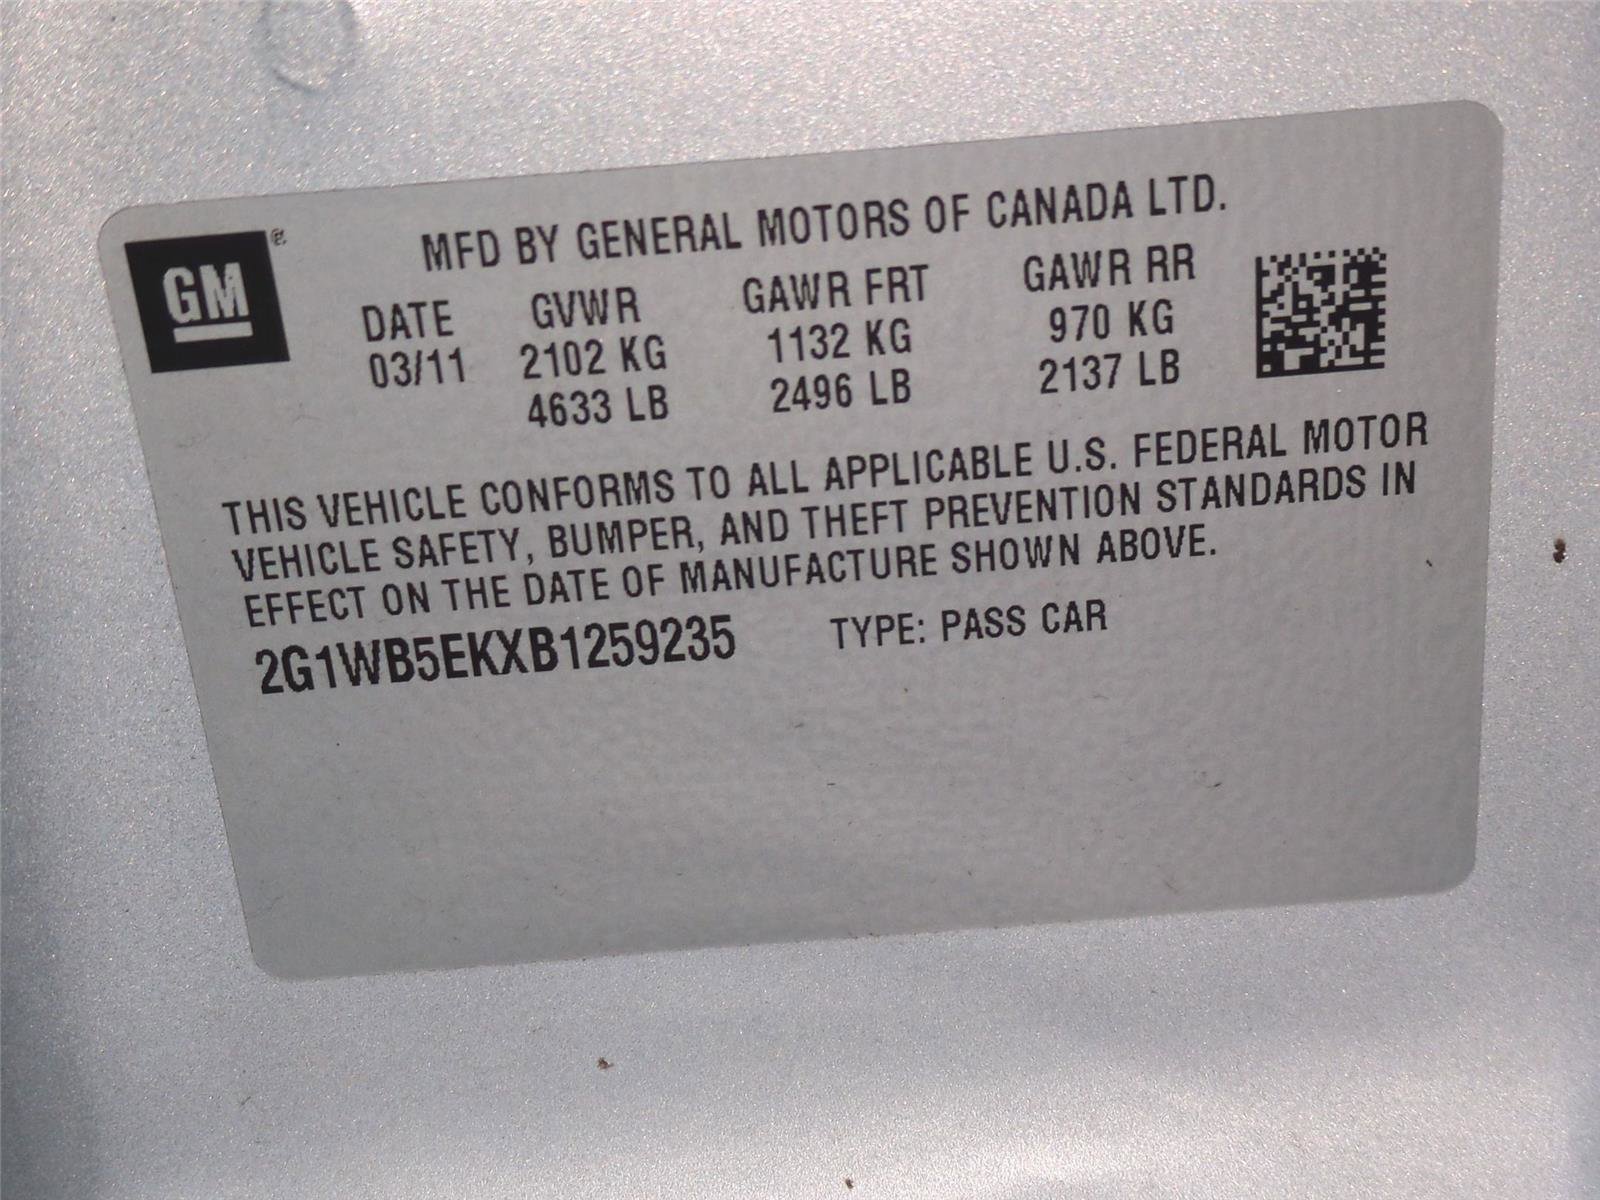 GM®
MFD BY GENERAL MOTORS OF CANADA LTD.
DATE GVWR GAWR FRT GAWR RR
03/11 2102 KG 1132 KG 970 KG
4633 LB 2496 LB 2137 LB
THIS VEHICLE CONFORMS TO ALL APPLICABLE U.S. FEDERAL MOTOR
VEHICLE SAFETY, BUMPER, AND THEFT PREVENTION STANDARDS IN
EFFECT ON THE DATE OF MANUFACTURE SHOWN ABOVE.
2G1WB5EKXB1259235 TYPE: PASS CAR